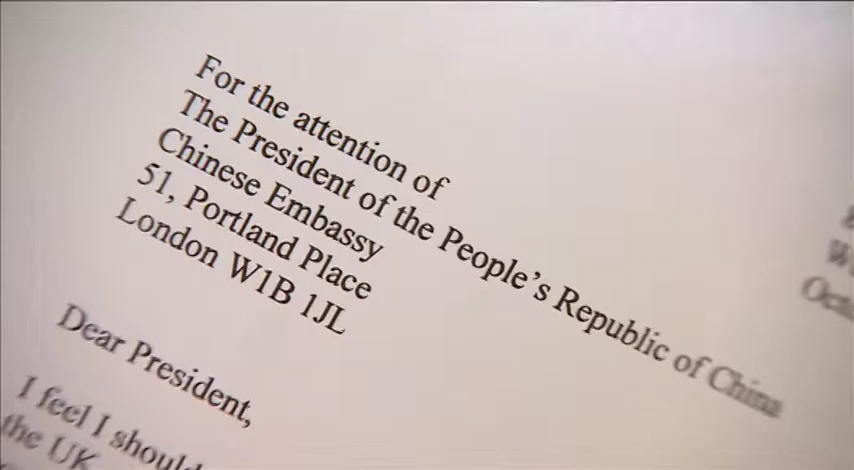 For the attention of
The President of the People's Republic of China
Chinese Embassy
51, Portland Place
London W1B 1JL
Dear President,
I feel I should
the UK